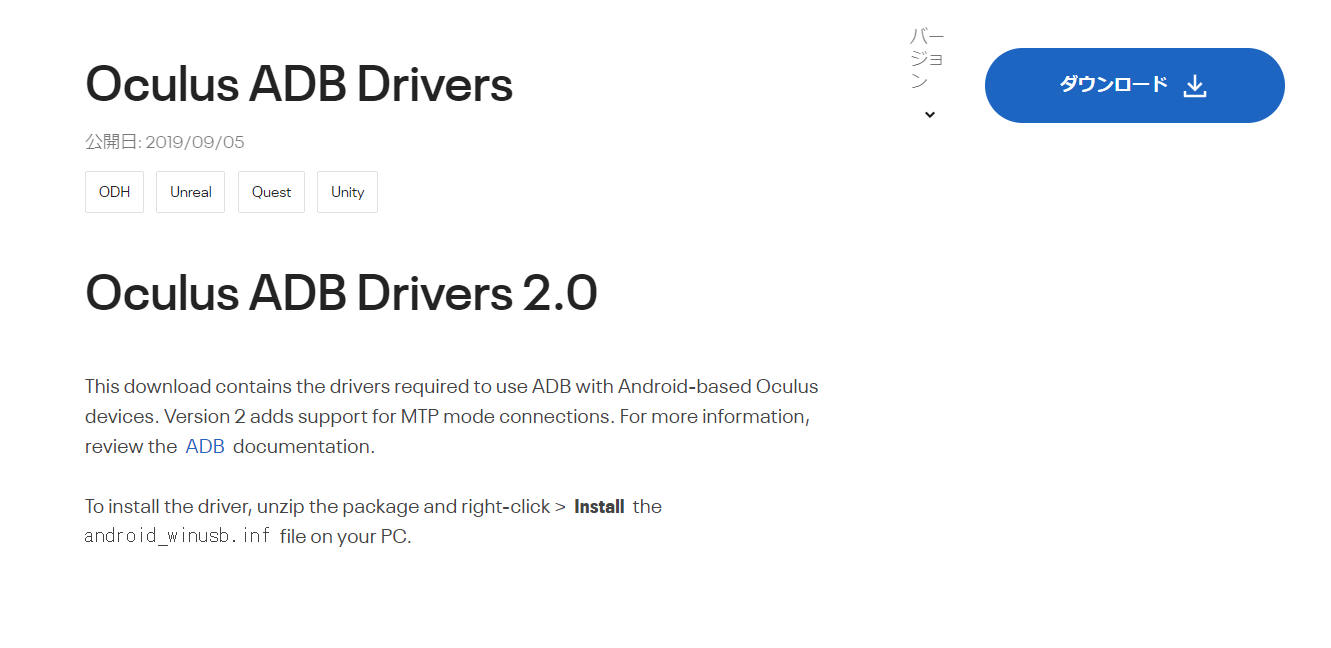 Oculus ADB Drivers
公開日: 2019/09/05
ODH Unreal Quest Unity
バー
ジョ
ン
ダウンロード
Oculus ADB Drivers 2.0
This download contains the drivers required to use ADB with Android-based Oculus
devices. Version 2 adds support for MTP mode connections. For more information,
review the ADB documentation.
To install the driver, unzip the package and right-click > Install the
android_winusb.inf file on your PC.